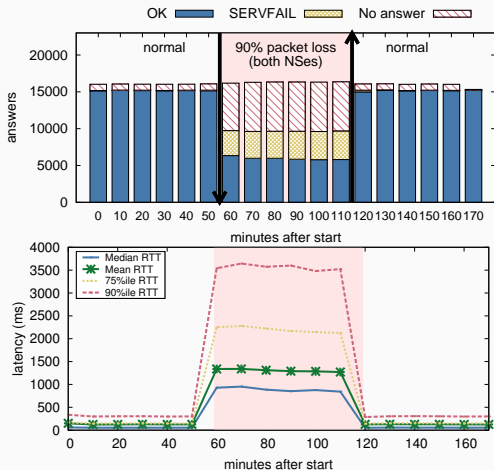 OK SERVFAIL No answer
normal 90% packet loss normal
(both NSes)
20000
15000
10000
5000
0
answers
0 10 20 30 40 50 60 70 80 90 100 110 120 130 140 150 160 170
minutes after start
4000
3500
3000
2500
2000
1500
1000
500
0
latency (ms)
Median RTT
Mean RTT
75%ile RTT
90%ile RTT
0 20 40 60 80 100 120 140 160
minutes after start